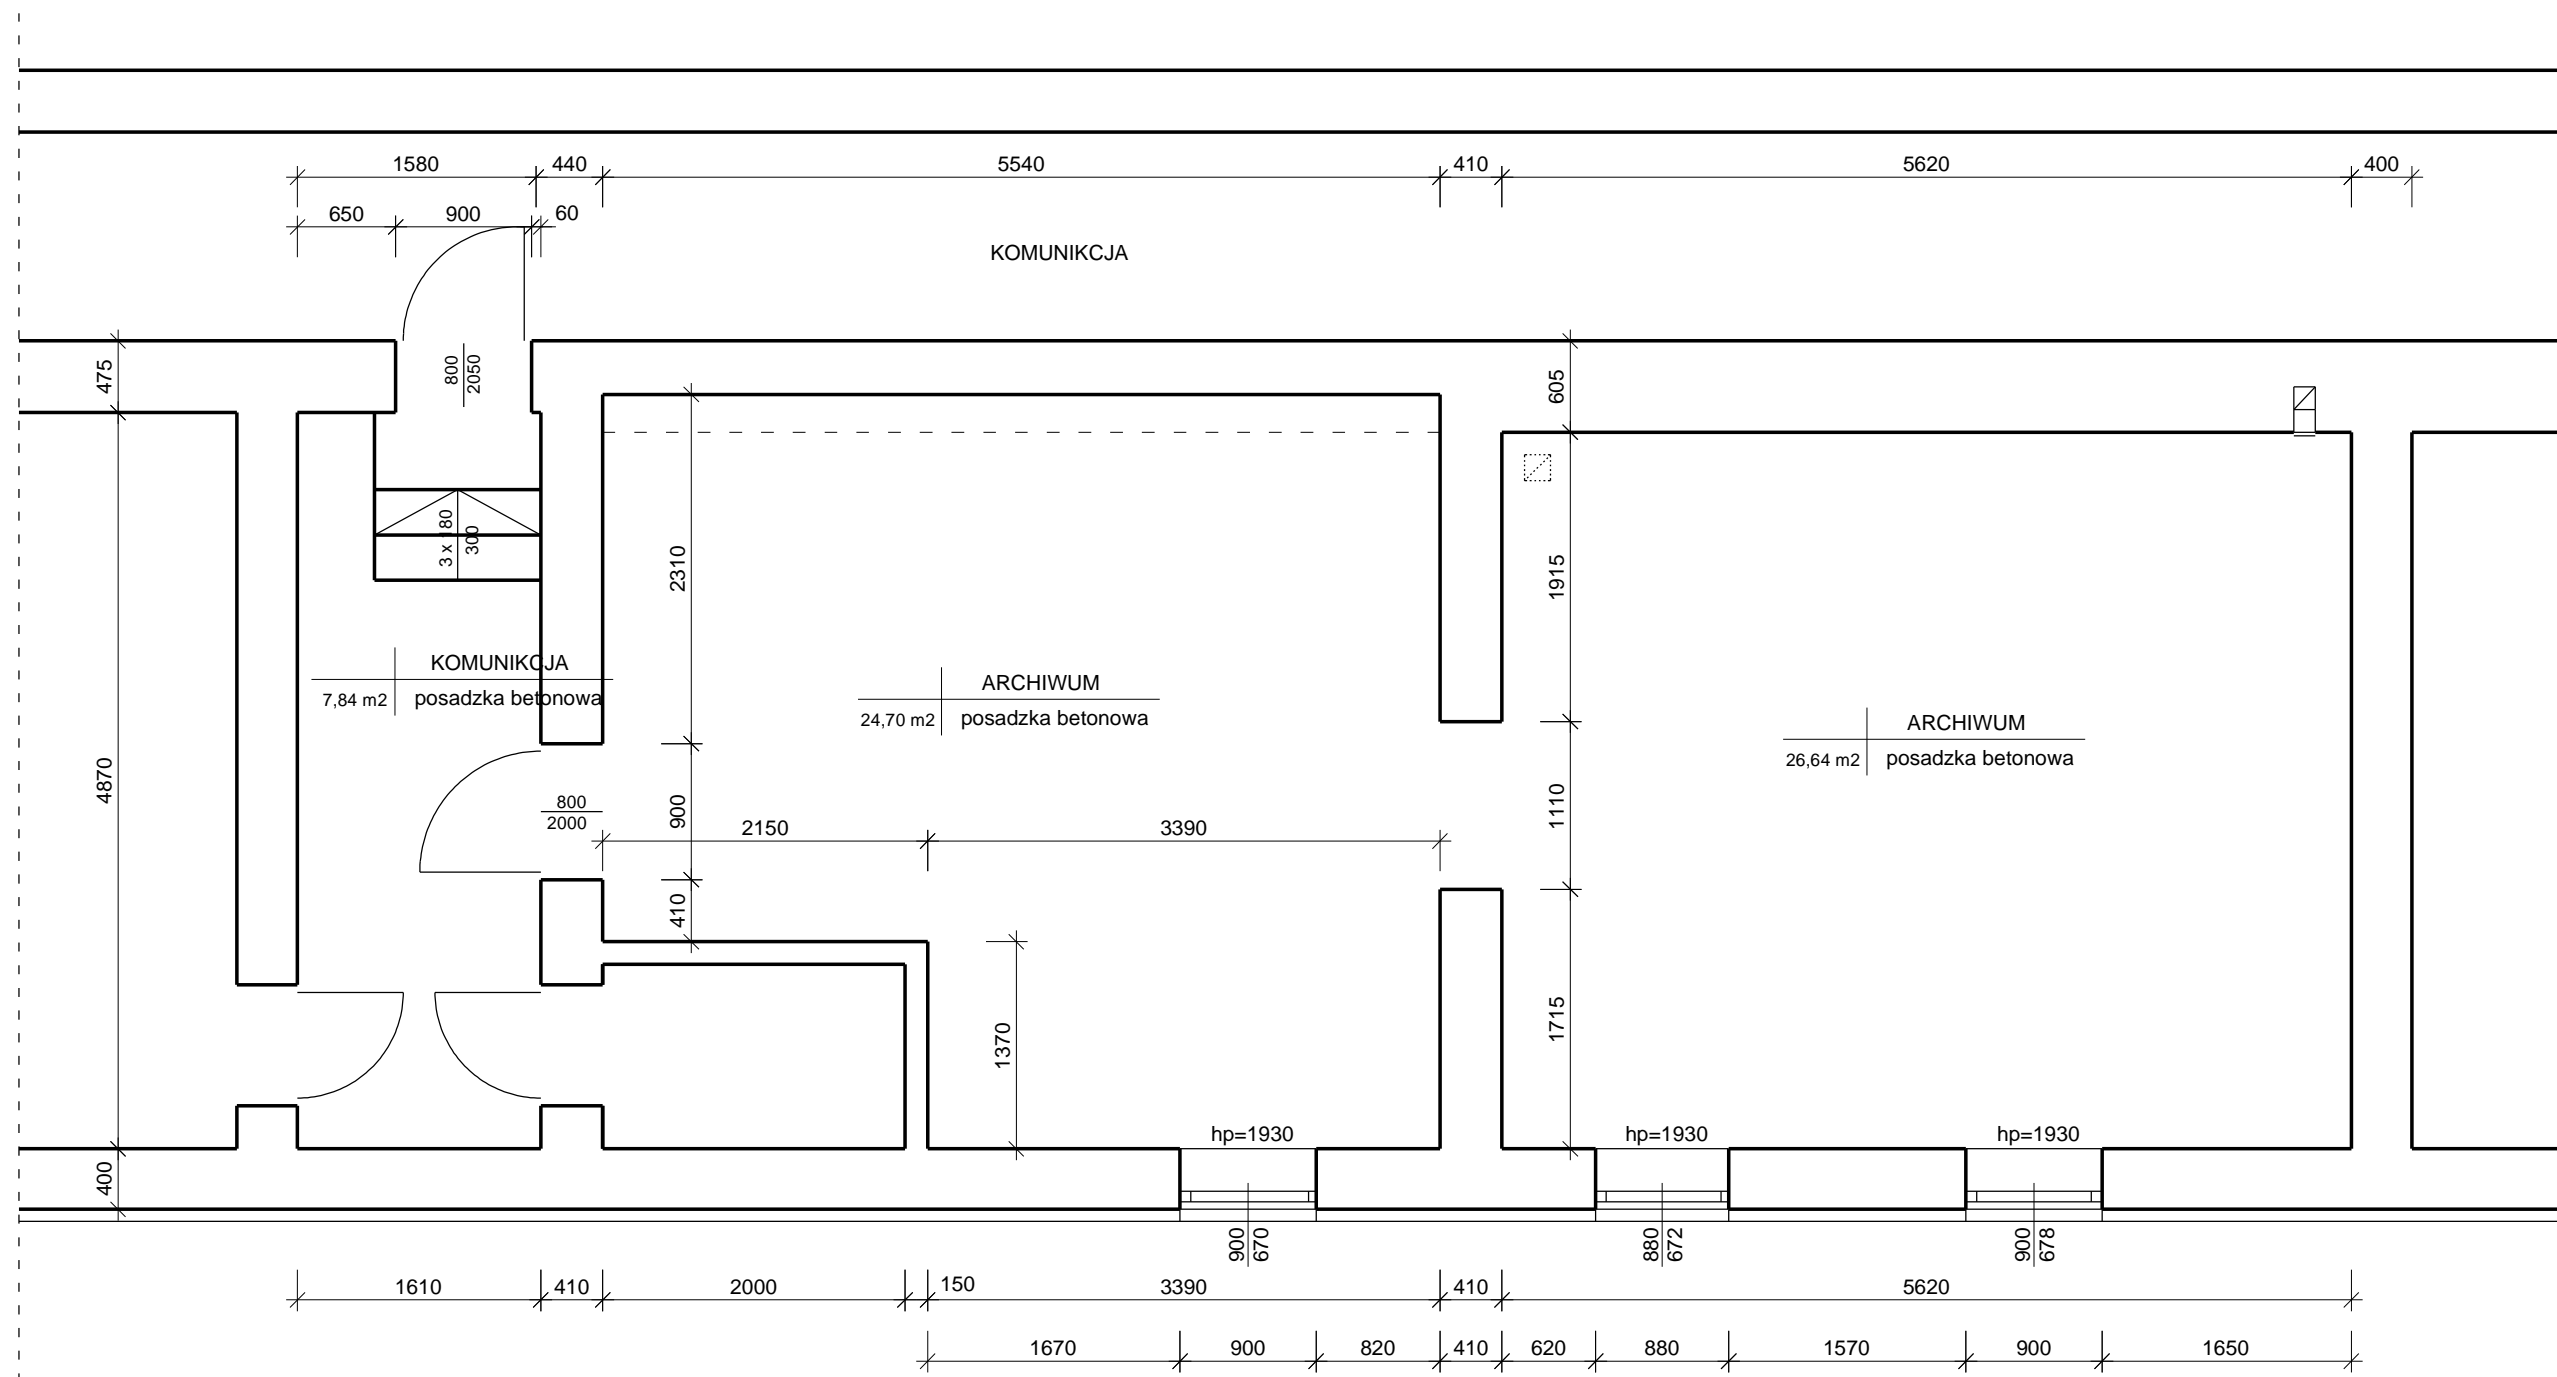 1580 440 5540 410 5620 400
650 900 60
KOMUNIKCJA
475
800
2050
605
3 x 180
300
2310
1915
KOMUNIKCJA
7,84 m2 posadzka betonowa
ARCHIWUM
24,70 m2 posadzka betonowa
ARCHIWUM
26,64 m2 posadzka betonowa
4870
800
2000
900
1110
2150 3390
410
1370
1715
hp=1930 hp=1930 hp=1930
400
900
670
880
672
900
678
1610 410 2000 150 3390 410 5620
1670 900 820 410 620 880 1570 900 1650